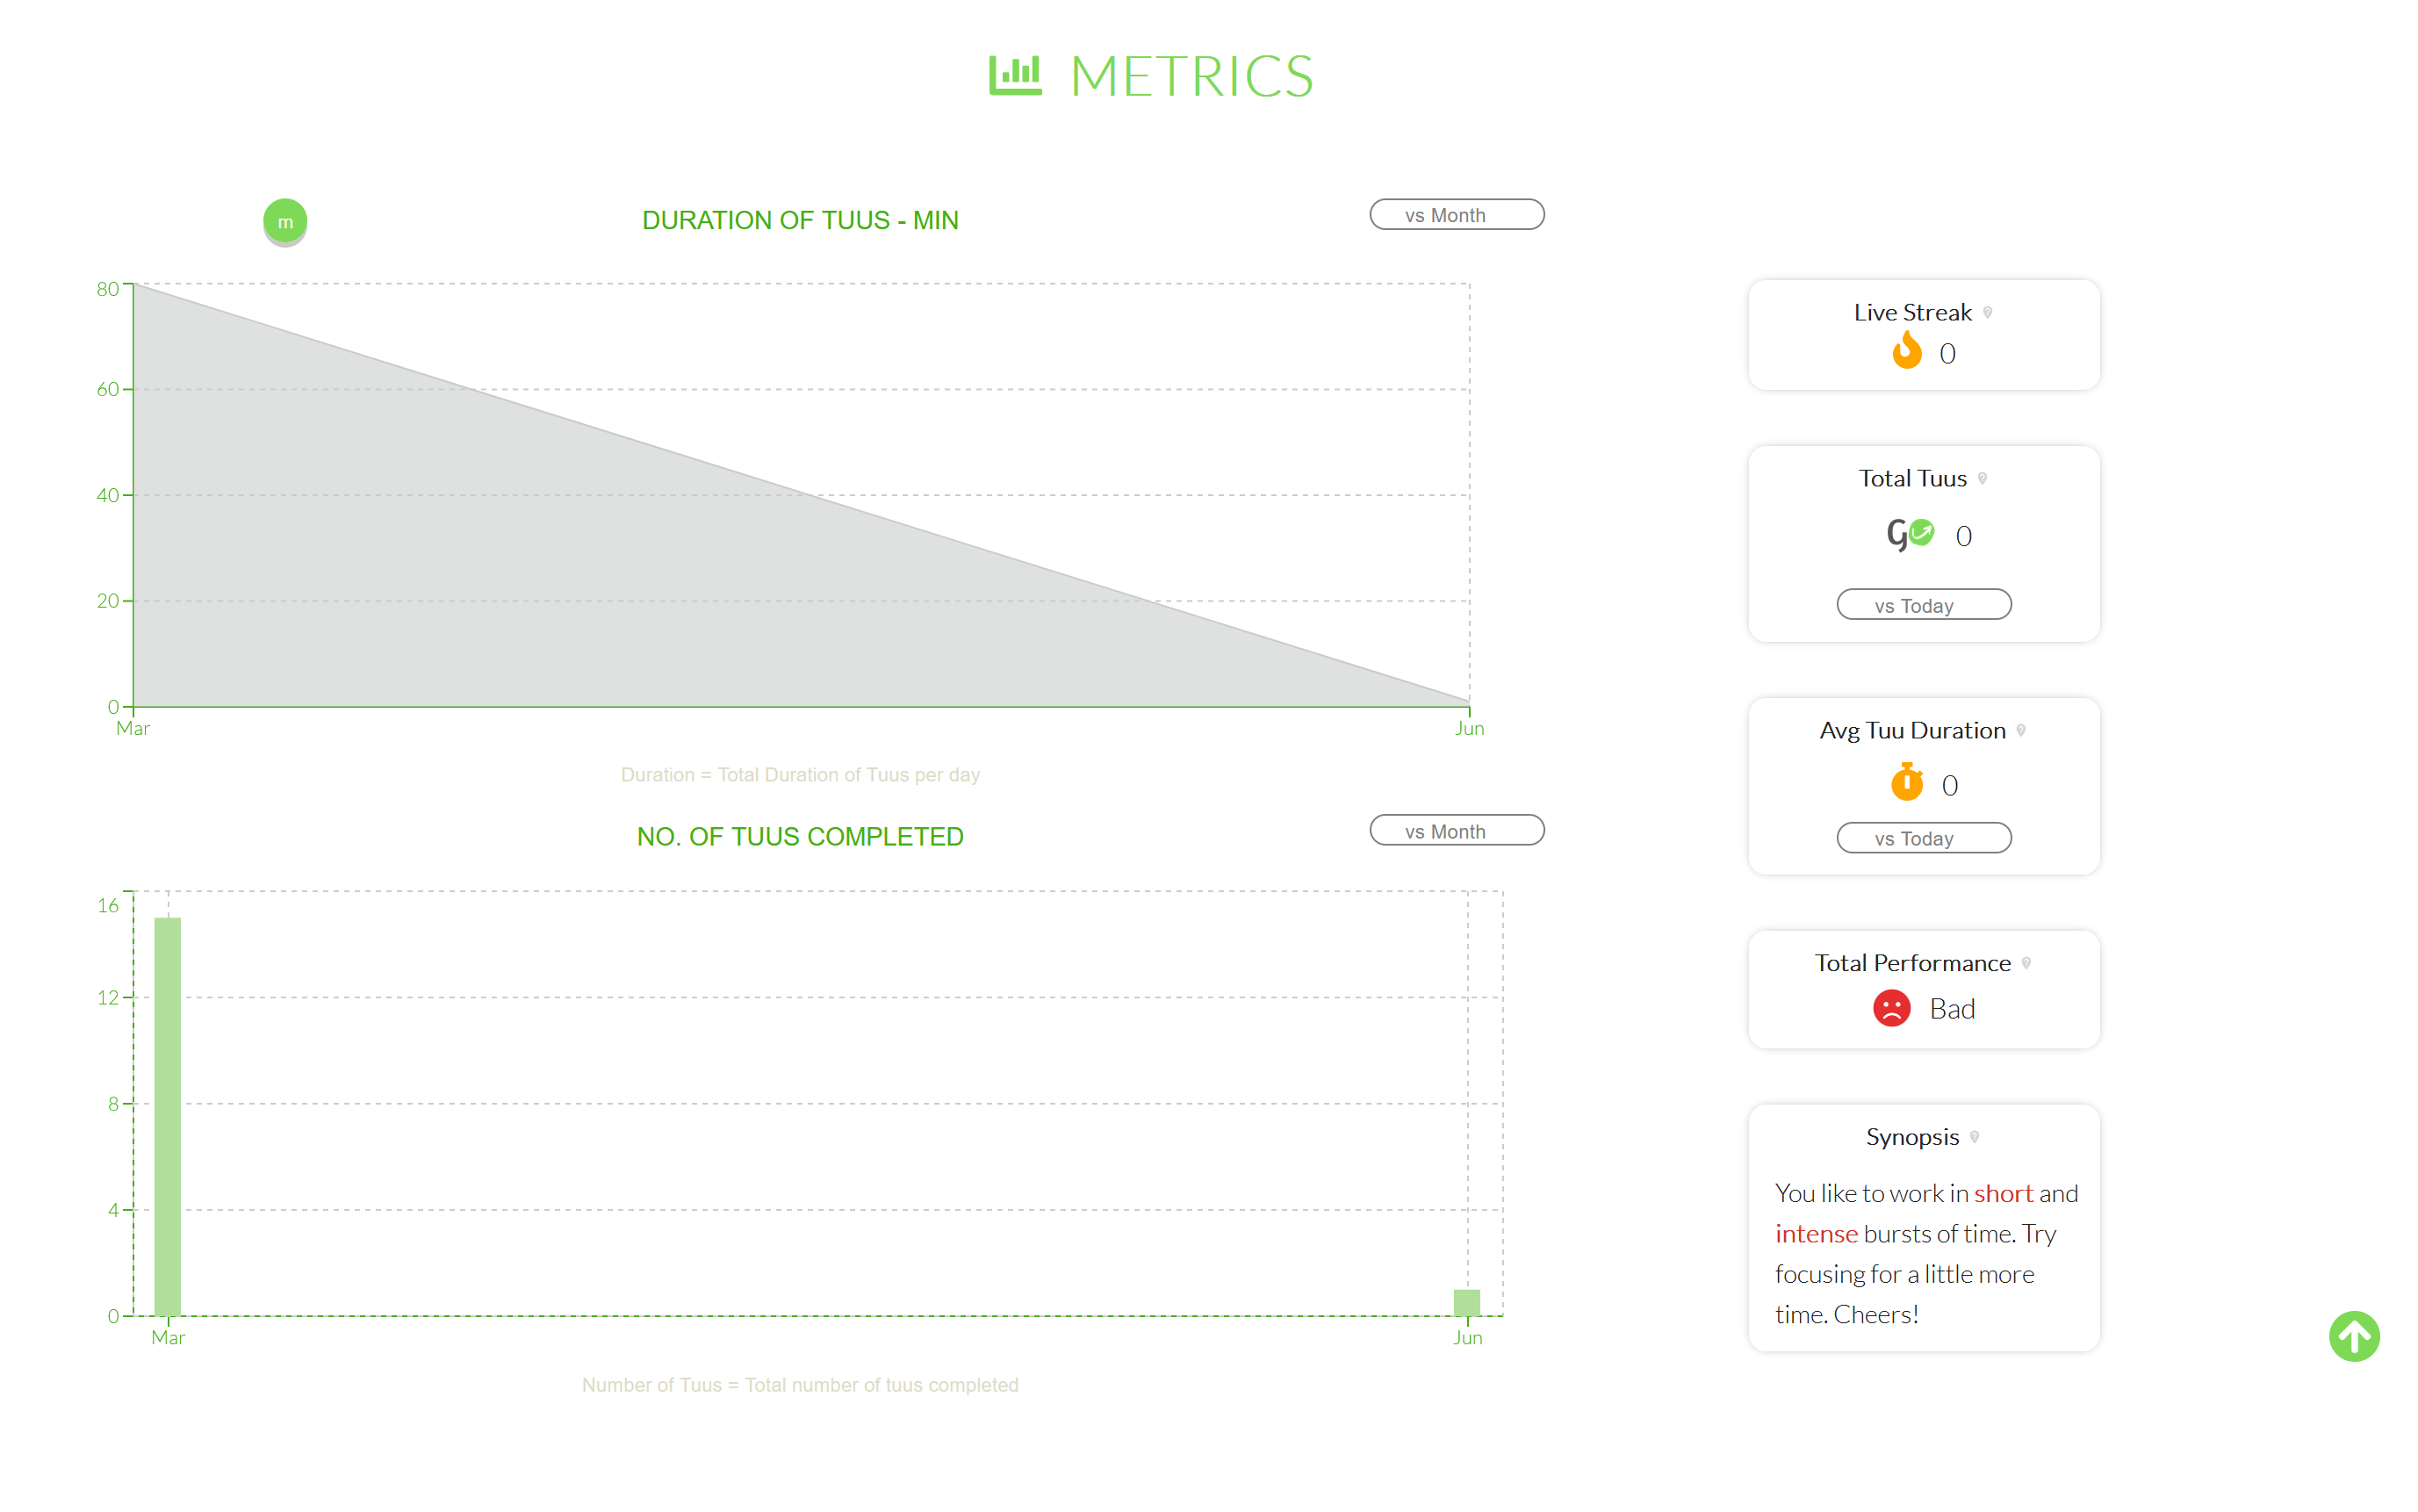 METRICS
m
DURATION OF TUUS - MIN
vs Month
80
60
40
20
0
Mar
Jun
Duration = Total Duration of Tuus per day
NO. OF TUUS COMPLETED
vs Month
16
12
8
4
0
Mar
Jun
Number of Tuus = Total number of tuus completed
Live Streak
0
Total Tuus
GO 0
vs Today
Avg Tuu Duration
0
vs Today
Total Performance
Bad
Synopsis
You like to work in short and
intense bursts of time. Try
focusing for a little more
time. Cheers!